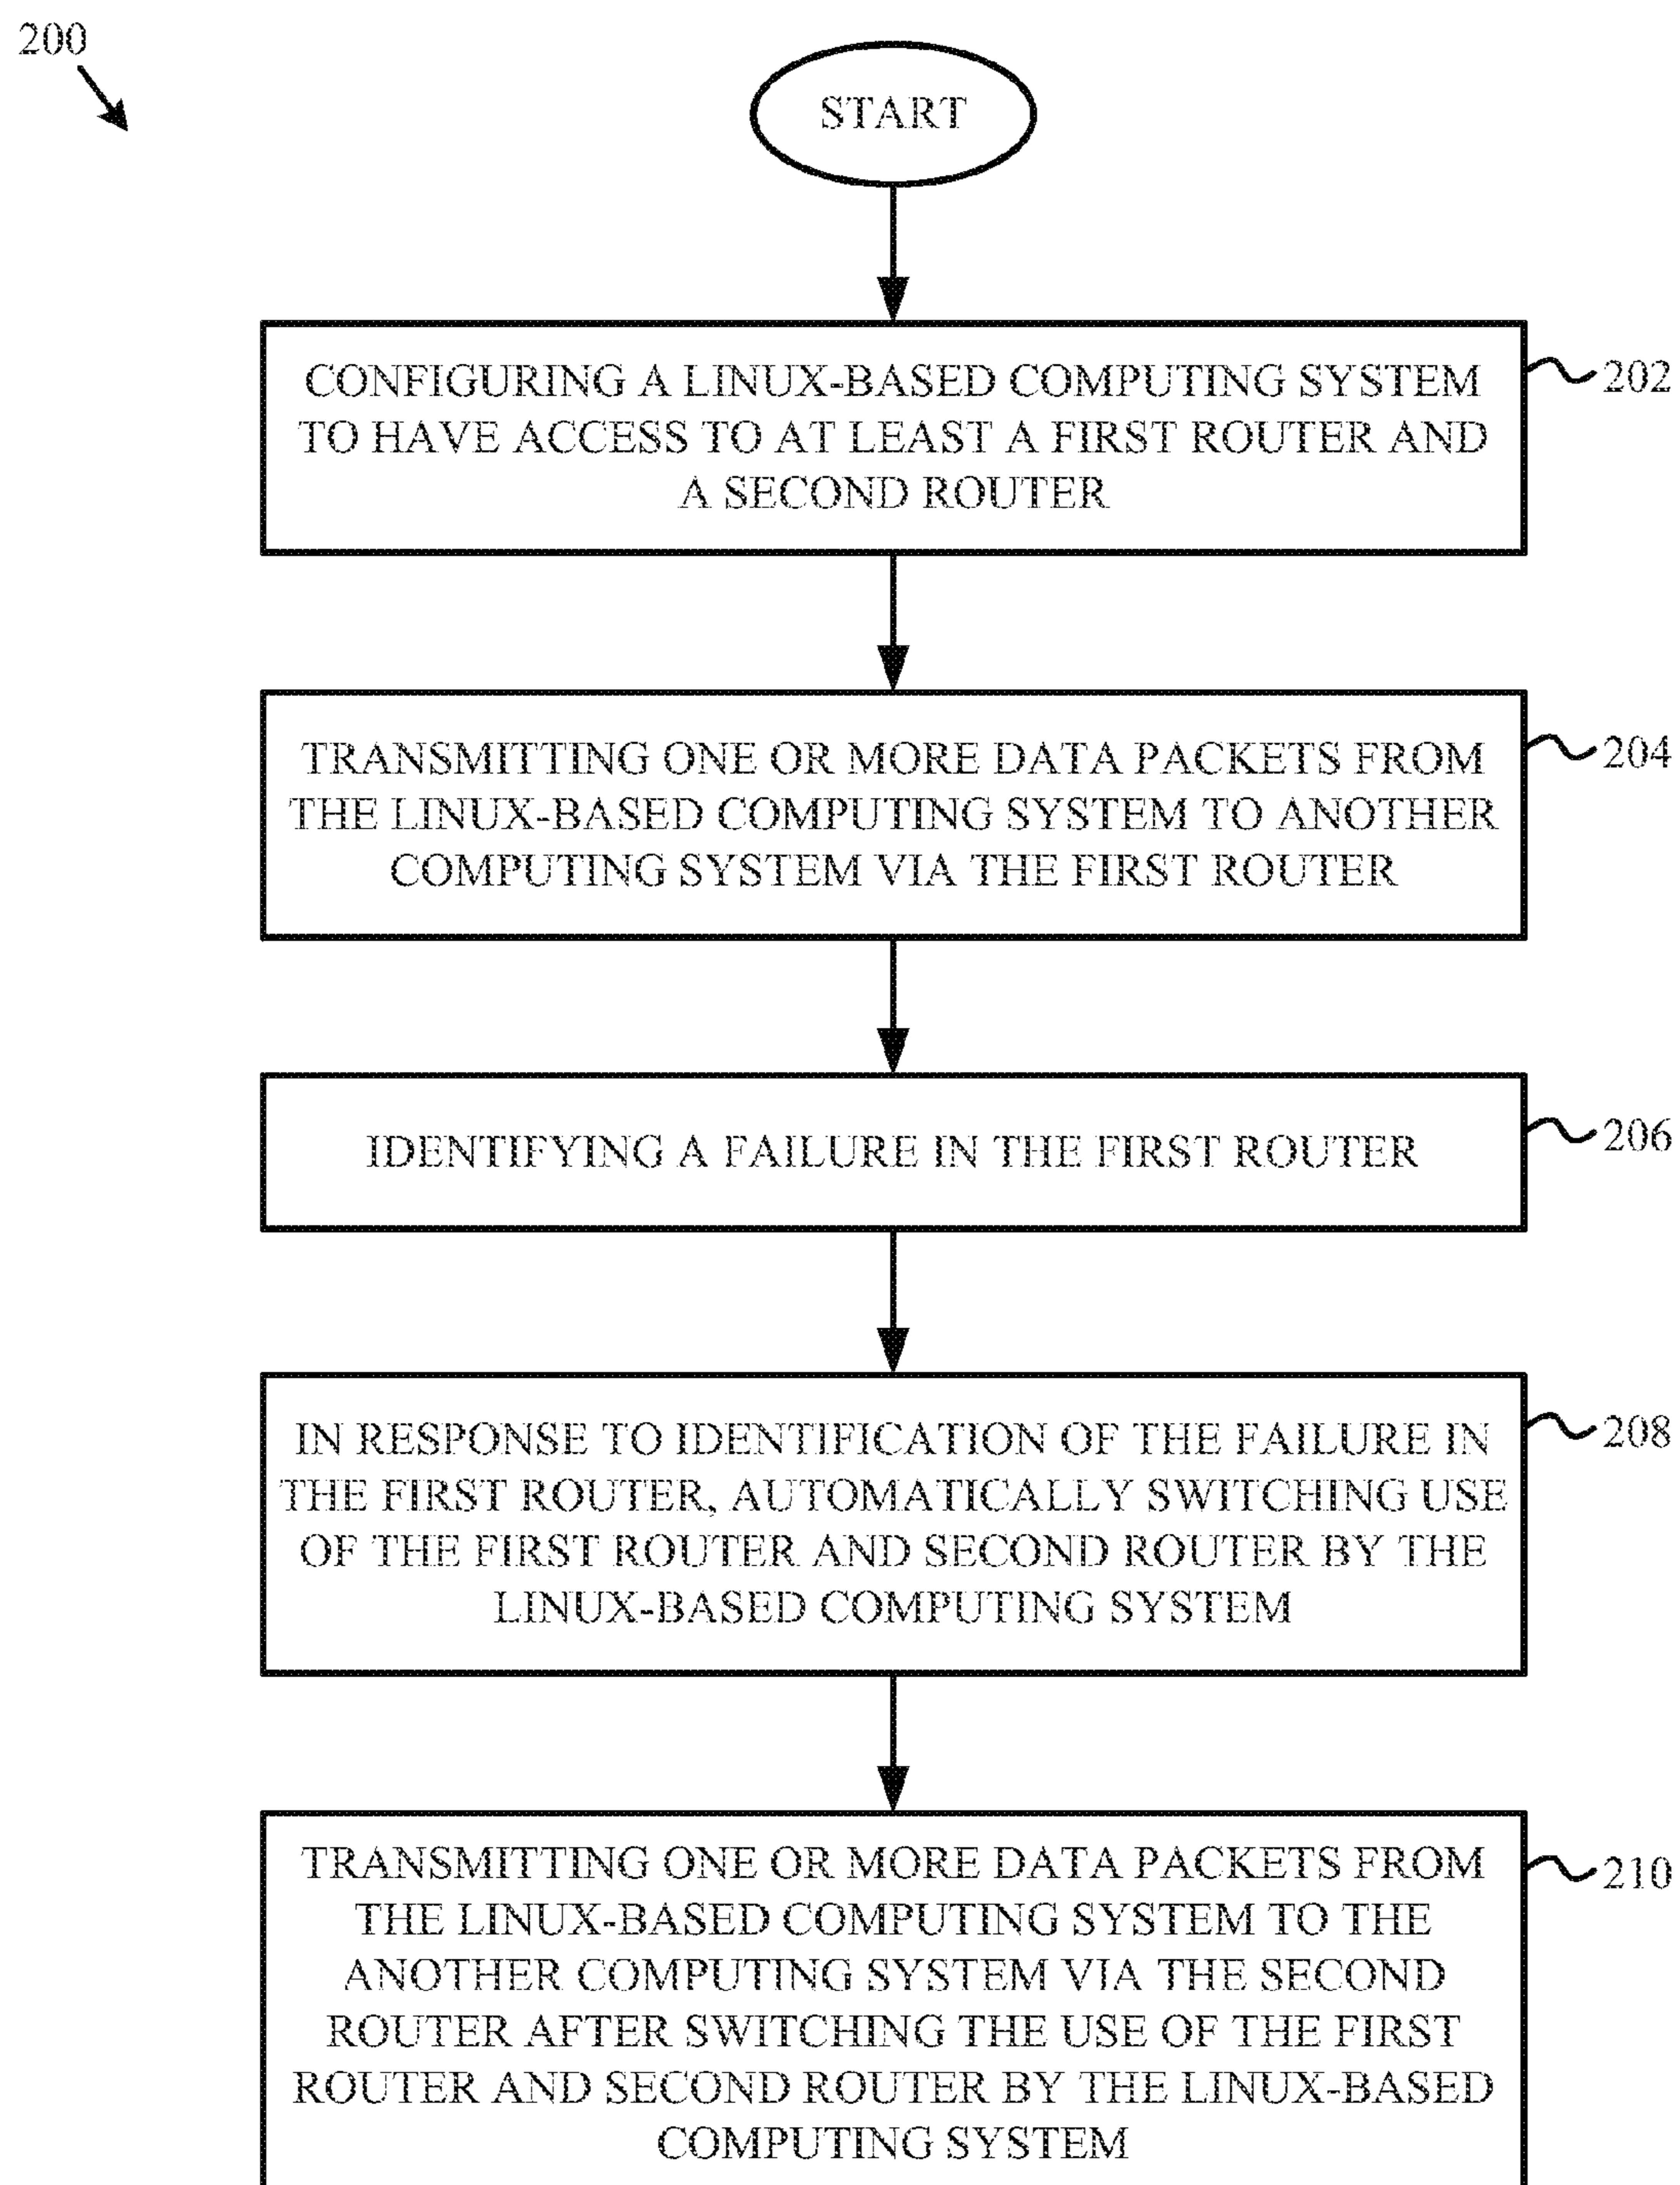 200
START
CONFIGURING A LINUX-BASED COMPUTING SYSTEM
TO HAVE ACCESS TO AT LEAST A FIRST ROUTER AND
A SECOND ROUTER
202
TRANSMITTING ONE OR MORE DATA PACKETS FROM
THE LINUX-BASED COMPUTING SYSTEM TO ANOTHER
COMPUTING SYSTEM VIA THE FIRST ROUTER
204
IDENTIFYING A FAILURE IN THE FIRST ROUTER
206
IN RESPONSE TO IDENTIFICATION OF THE FAILURE IN
THE FIRST ROUTER, AUTOMATICALLY SWITCHING USE
OF THE FIRST ROUTER AND SECOND ROUTER BY THE
LINUX-BASED COMPUTING SYSTEM
208
TRANSMITTING ONE OR MORE DATA PACKETS FROM
THE LINUX-BASED COMPUTING SYSTEM TO THE
ANOTHER COMPUTING SYSTEM VIA THE SECOND
ROUTER AFTER SWITCHING THE USE OF THE FIRST
ROUTER AND SECOND ROUTER BY THE LINUX-BASED
COMPUTING SYSTEM
210